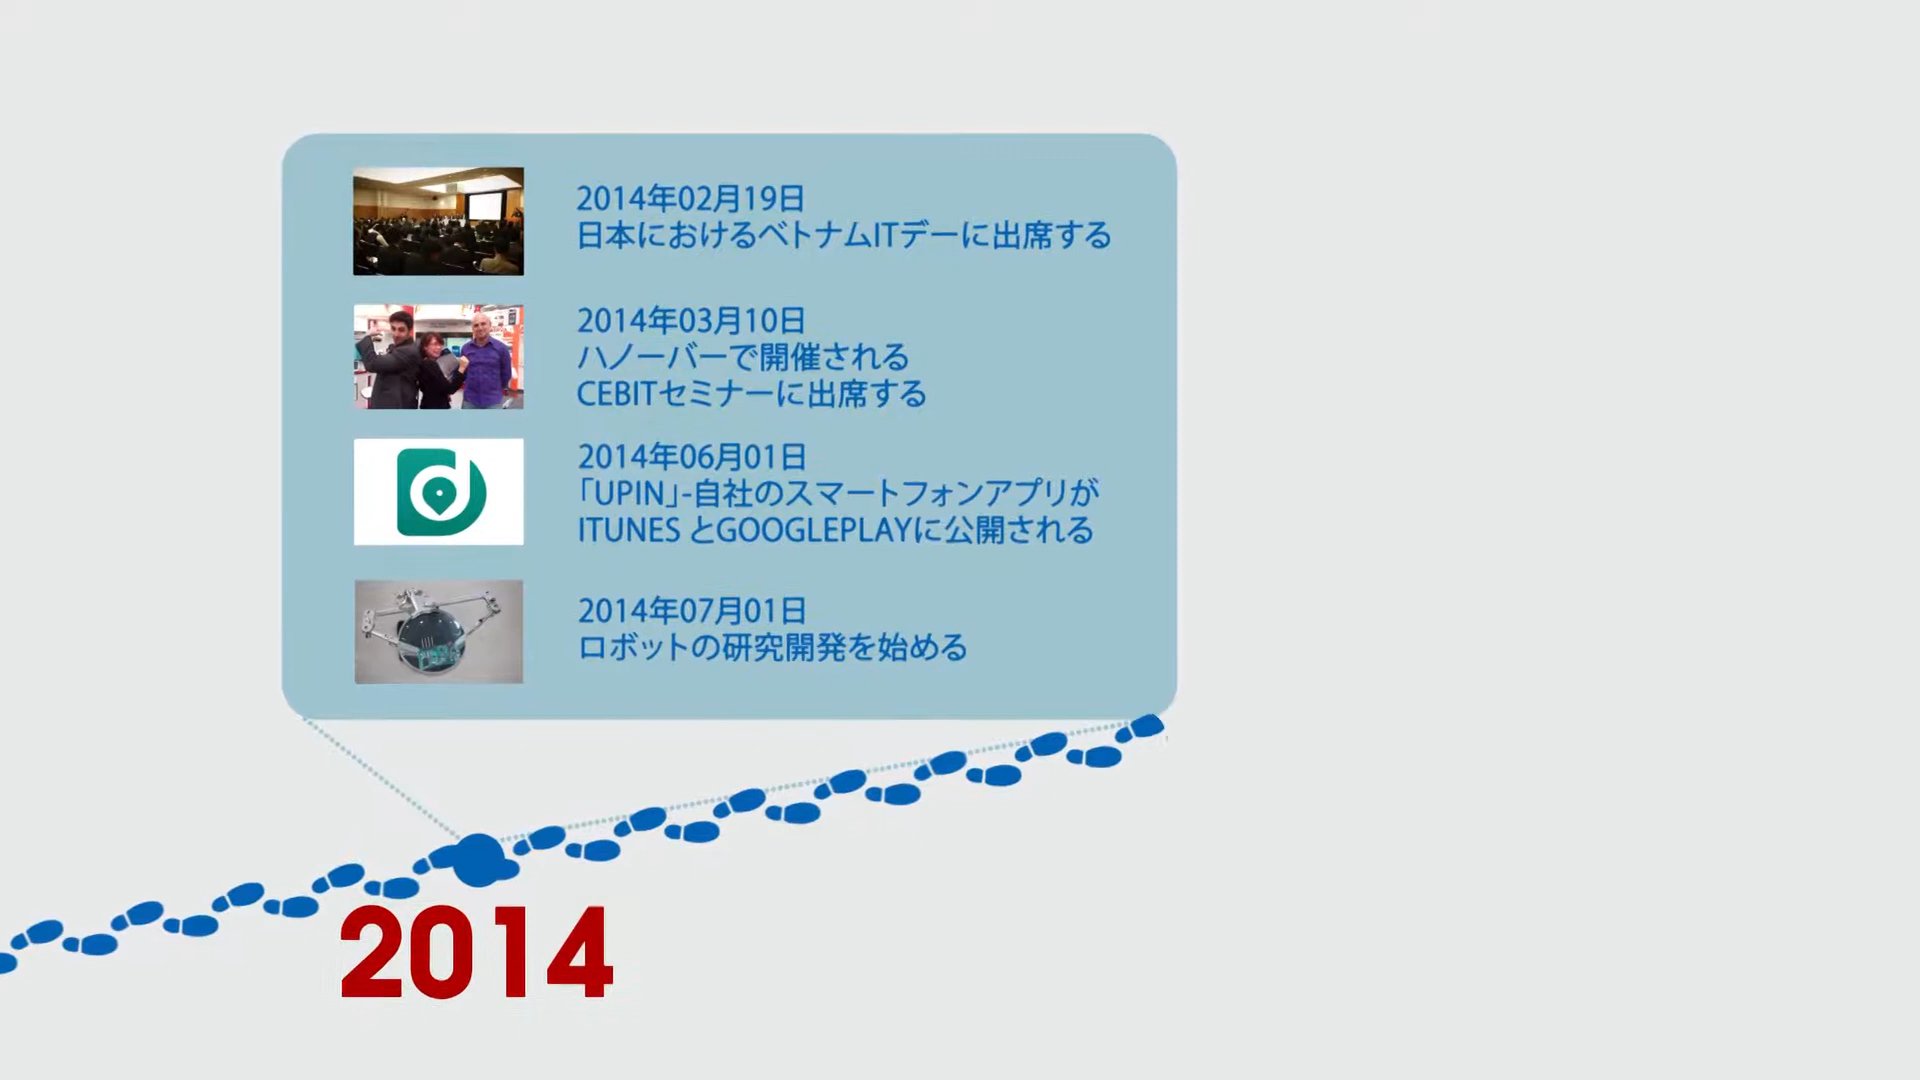 2014年02月19日
日本におけるベトナムITデーに出席する
2014年03月10日
ハノーバーで開催される
CEBITセミナーに出席する
2014年06月01日
「UPIN」-自社のスマートフォンアプリが
ITUNES とGOOGLEPLAYに公開される
2014年07月01日
ロボットの研究開発を始める
2014